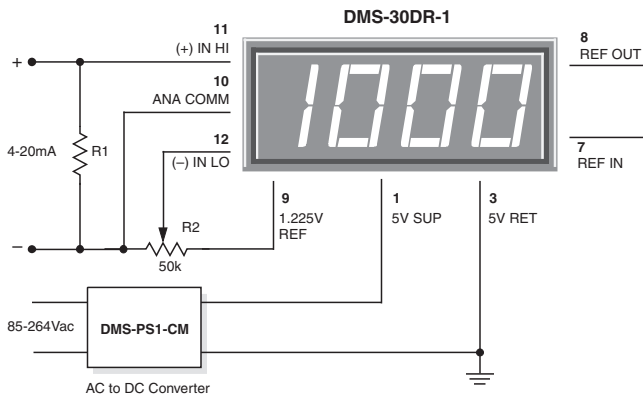 DMS-30DR-1
11
(+) IN HI
8
REF OUT
+
10
ANA COMM
1000
4-20mA
R1
12
(–) IN LO
7
REF IN
9
1.225V
REF
1
5V SUP
3
5V RET
R2
–
50k
85-264Vac
DMS-PS1-CM
AC to DC Converter